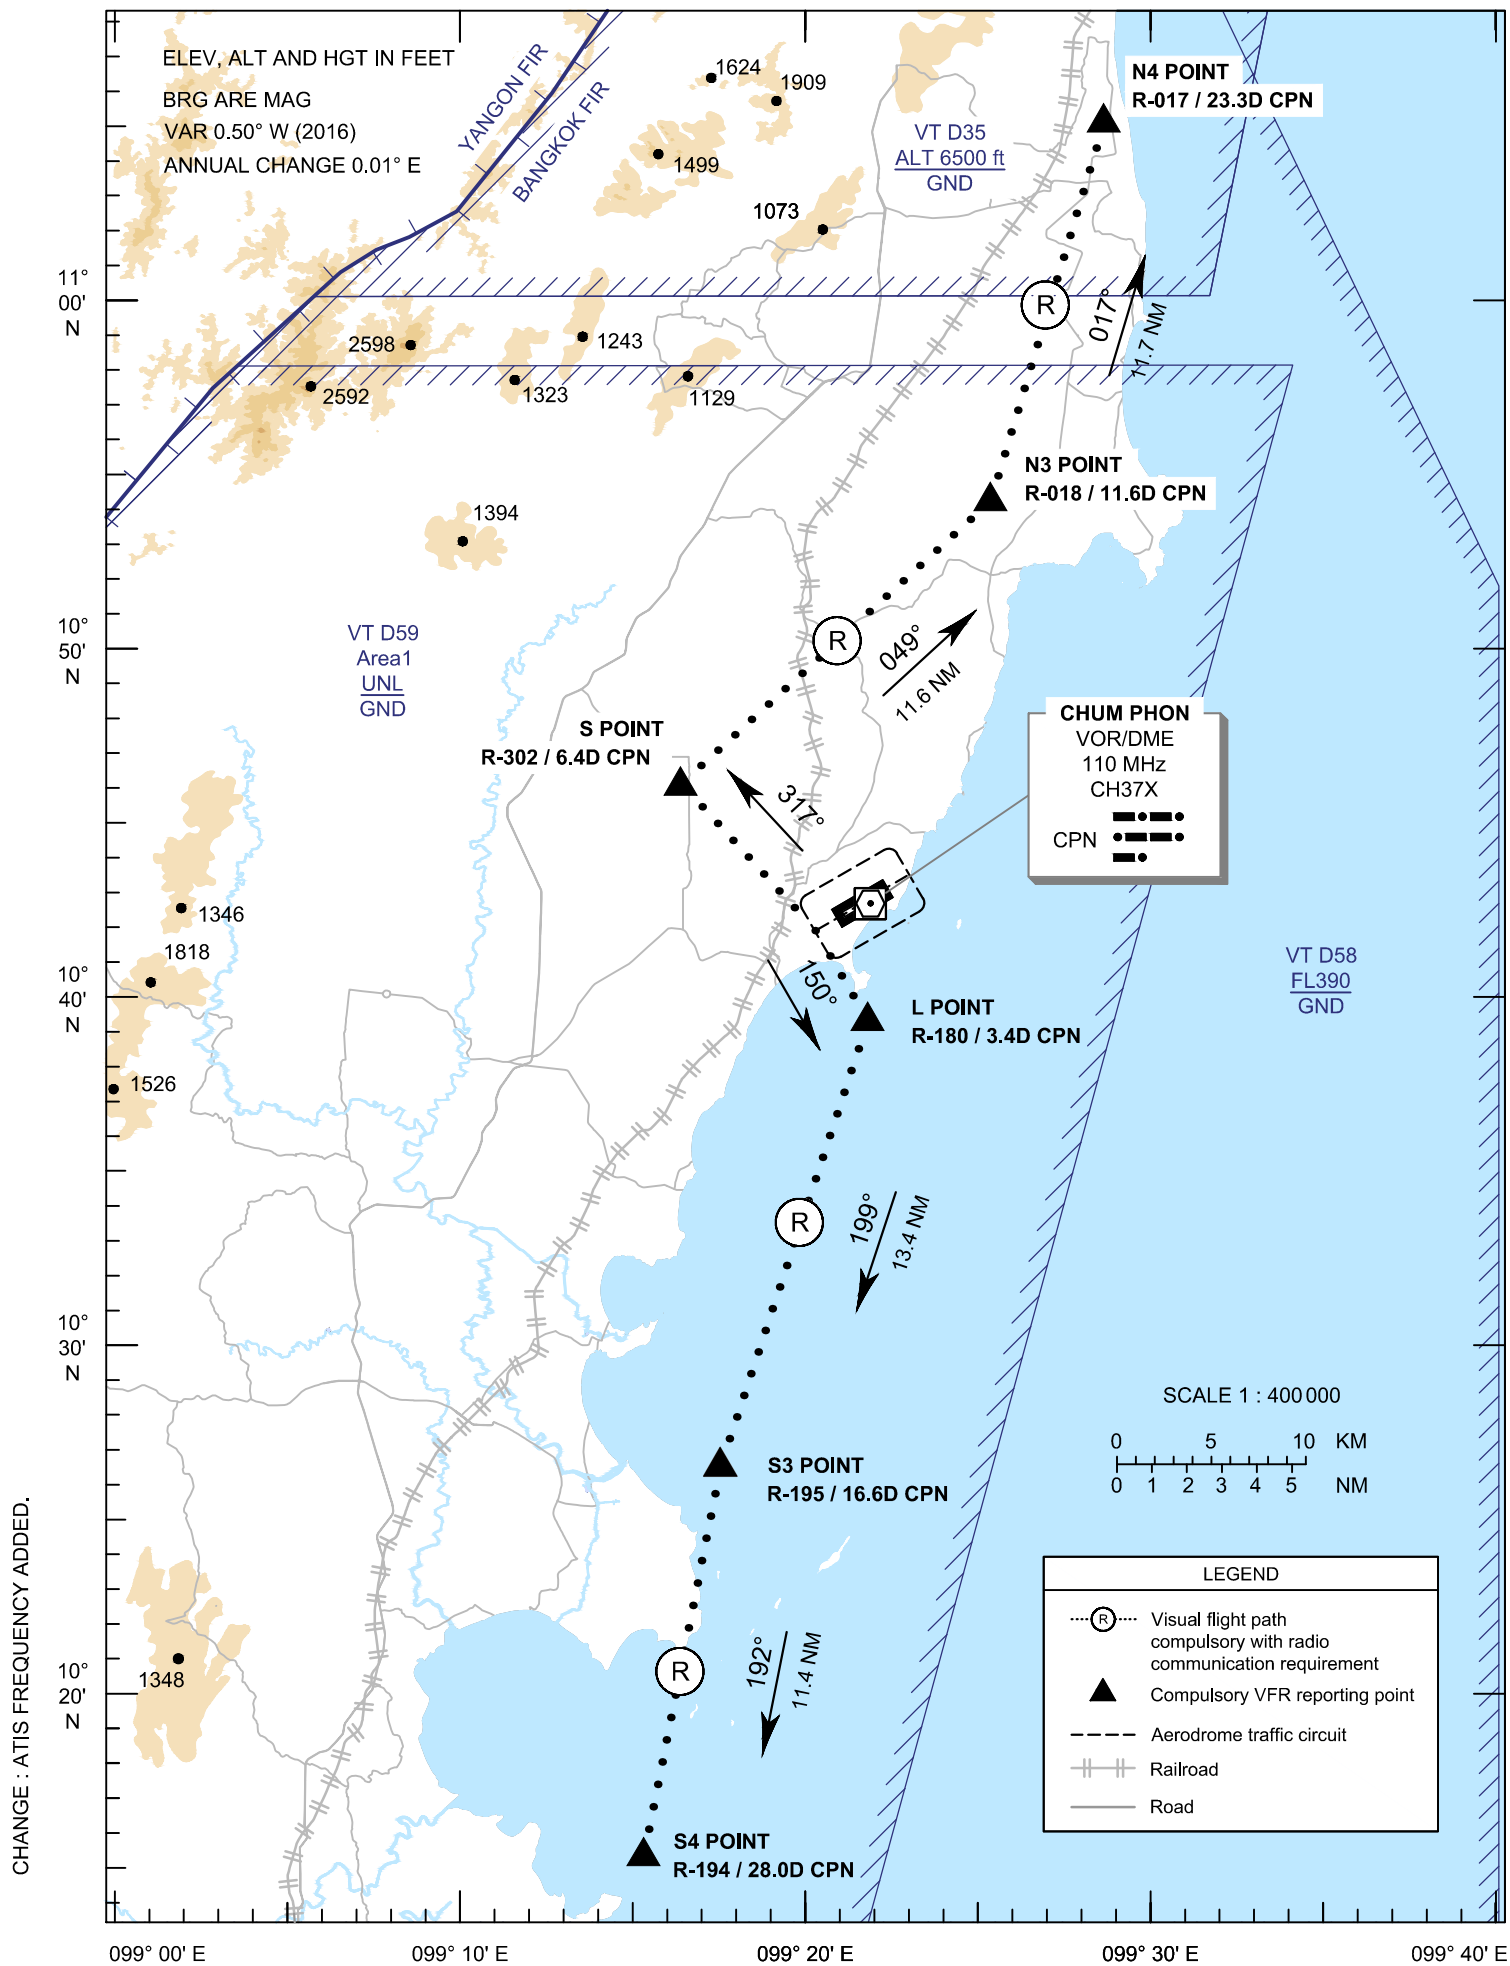 ELEV, ALT AND HGT IN FEET
BRG ARE MAG
VAR 0.50° W (2016)
ANNUAL CHANGE 0.01° E
YANGON FIR
BANGKOK FIR
1624
1909
1499
1073
VT D35
ALT 6500 ft
GND
N4 POINT
R-017 / 23.3D CPN
11°
00'
N
2598
2592
1323
1243
1129
R
017°
11.7 NM
N3 POINT
R-018 / 11.6D CPN
1394
10°
50'
N
VT D59
Area1
UNL
GND
R
049°
11.6 NM
S POINT
R-302 / 6.4D CPN
317°
CHUM PHON
VOR/DME
110 MHz
CH37X
CPN
1346
1818
1526
10°
40'
N
150°
L POINT
R-180 / 3.4D CPN
VT D58
FL390
GND
R
199°
13.4 NM
10°
30'
N
SCALE 1 : 400 000
0 5 10 KM
0 1 2 3 4 5 NM
S3 POINT
R-195 / 16.6D CPN
1348
10°
20'
N
R
192°
11.4 NM
S4 POINT
R-194 / 28.0D CPN
LEGEND
R
Visual flight path
compulsory with radio
communication requirement
Compulsory VFR reporting point
Aerodrome traffic circuit
Railroad
Road
099° 00' E
099° 10' E
099° 20' E
099° 30' E
099° 40' E
CHANGE : ATIS FREQUENCY ADDED.